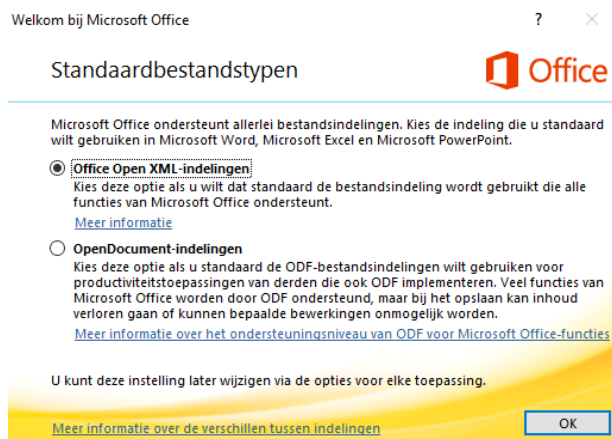 Welkom bij Microsoft Office ?
Standaardbestandstypen
Office
Microsoft Office ondersteunt allerlei bestandsindelingen. Kies de indeling die u standaard
wilt gebruiken in Microsoft Word, Microsoft Excel en Microsoft PowerPoint.
Office Open XML-indelingen
Kies deze optie als u wilt dat standaard de bestandsindeling wordt gebruikt die alle
functies van Microsoft Office ondersteunt.
Meer informatie
OpenDocument-indelingen
Kies deze optie als u standaard de ODF-bestandsindelingen wilt gebruiken voor
productiviteitstoepassingen van derden die ook ODF implementeren. Veel functies van
Microsoft Office worden door ODF ondersteund, maar bij het opslaan kan inhoud
verloren gaan of kunnen bepaalde bewerkingen onmogelijk worden.
Meer informatie over het ondersteuningsniveau van ODF voor Microsoft Office-functies
U kunt deze instelling later wijzigen via de opties voor elke toepassing.
Meer informatie over de verschillen tussen indelingen
OK